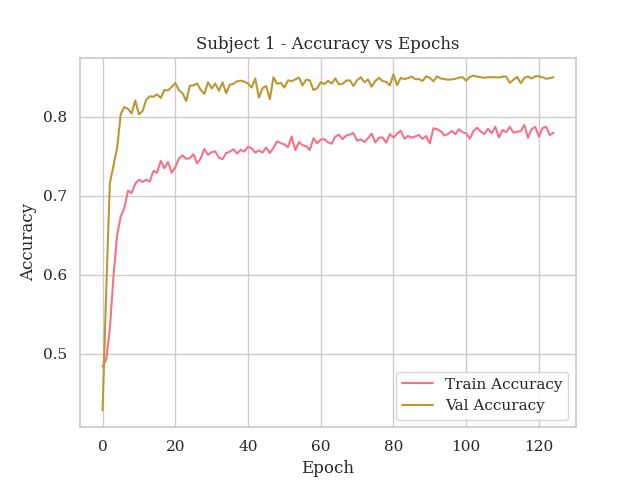 Subject 1 - Accuracy vs Epochs
Accuracy
0.8
0.7
0.6
0.5
Train Accuracy
Val Accuracy
0 20 40 60 80 100 120
Epoch